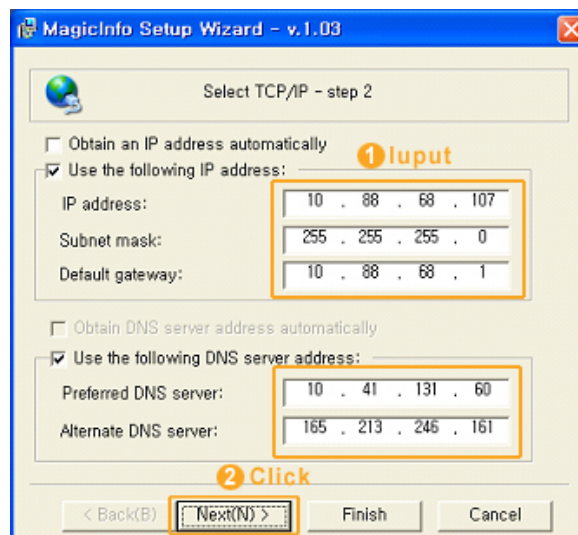 MagicInfo Setup Wizard - v.1.03
Select TCP/IP - step 2
Obtain an IP address automatically
1 Iuput
Use the following IP address:
IP address: 10 . 88 . 68 . 107
Subnet mask: 255 . 255 . 255 . 0
Default gateway: 10 . 88 . 68 . 1
Obtain DNS server address automatically
Use the following DNS server address:
Preferred DNS server: 10 . 41 . 131 . 60
Alternate DNS server: 165 . 213 . 246 . 161
2 Click
< Back(B) Next(N) > Finish Cancel